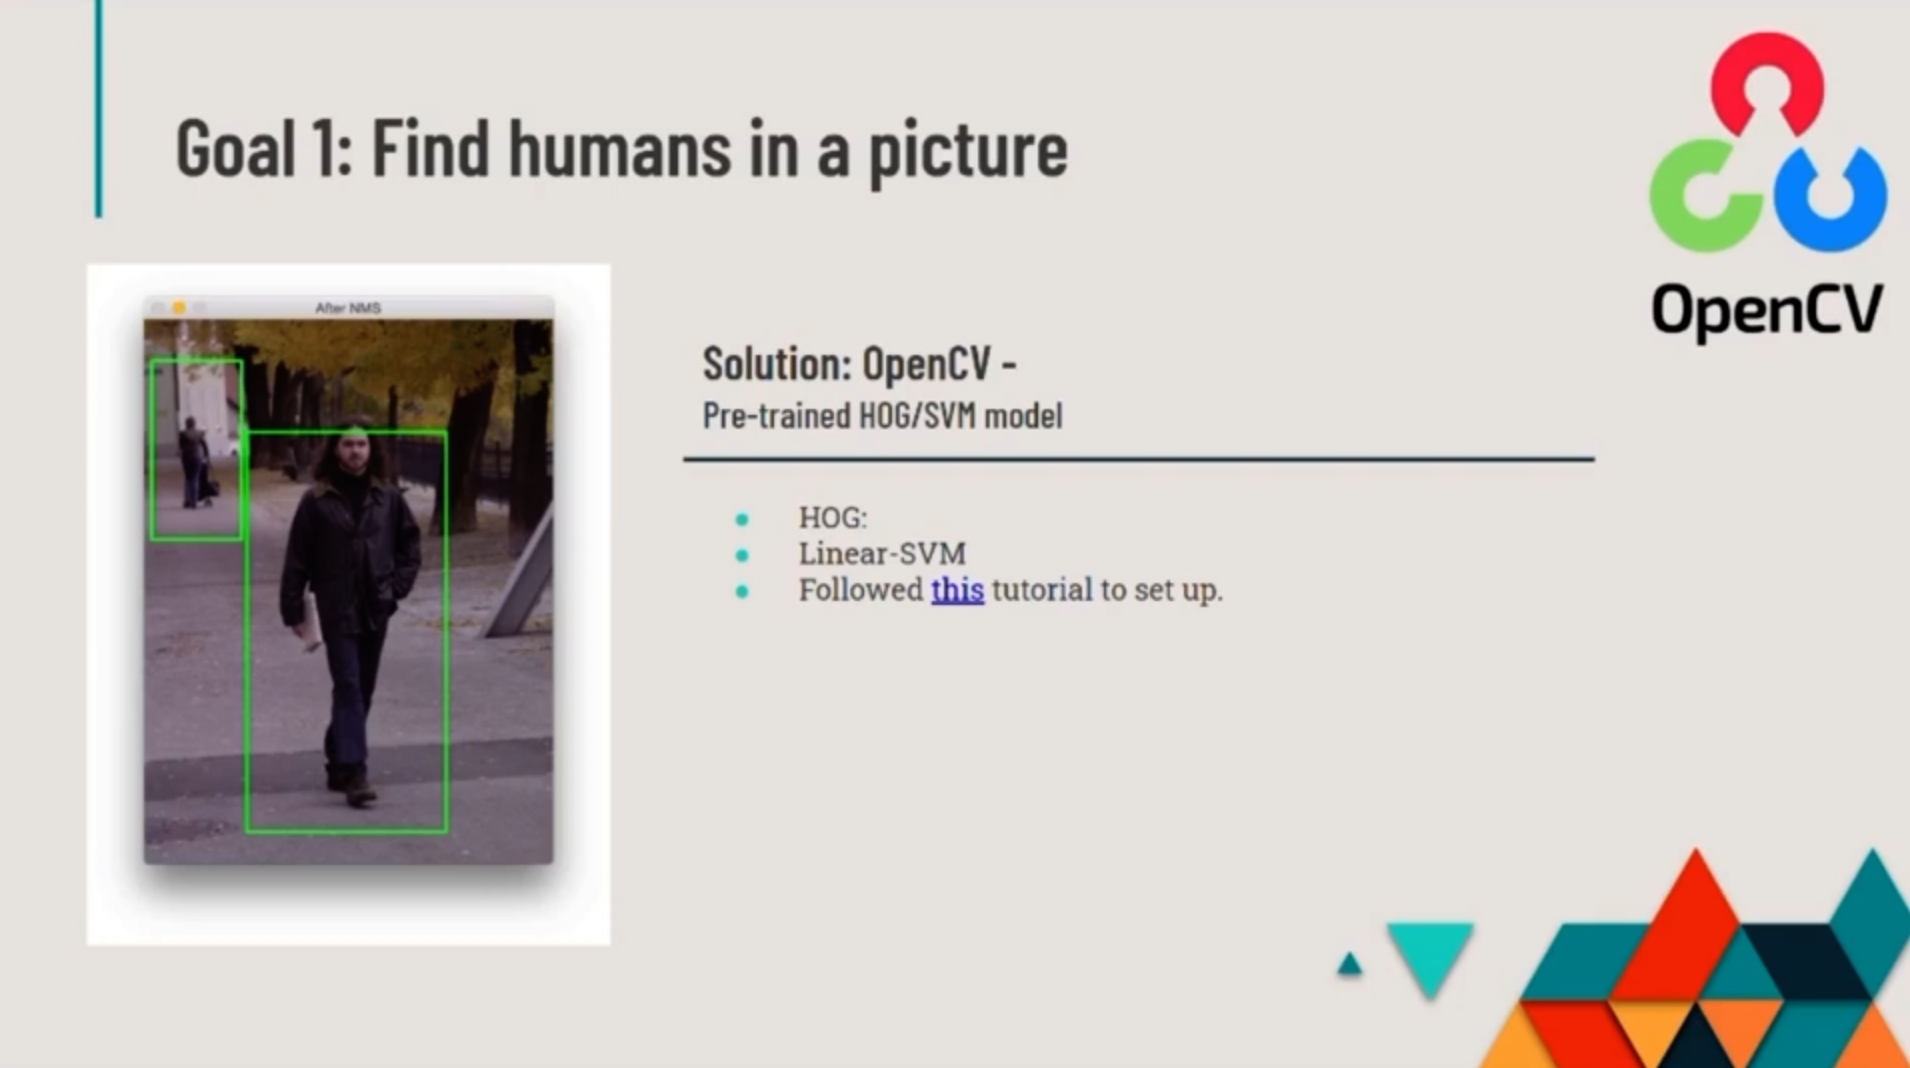 Goal 1: Find humans in a picture
OpenCV
After NMS
Solution: OpenCV -
Pre-trained HOG/SVM model
HOG:
Linear-SVM
Followed this tutorial to set up.